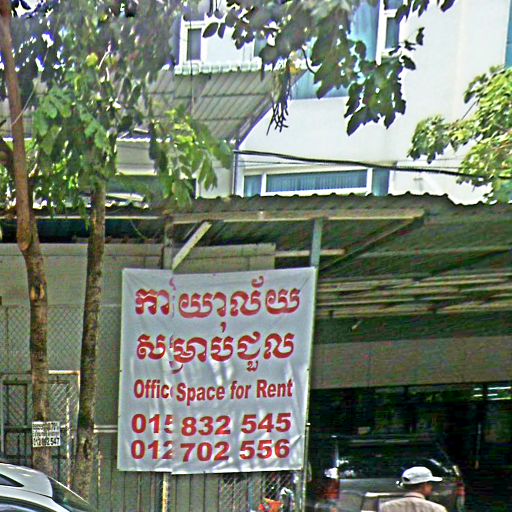 ការិយាល័យ
សម្រាប់ជួល
Office Space for Rent
015 832 545
012 702 556